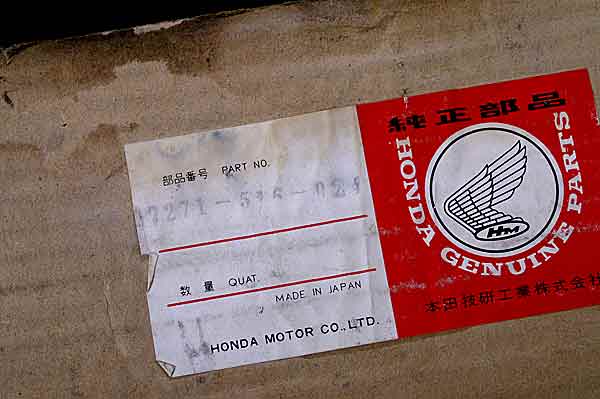 部品番号 PART NO.
数量 QUAT.
MADE IN JAPAN
HONDA MOTOR CO.,LTD.
純正部品
HONDA GENUINE PARTS
HM
本田技研工業株式会社